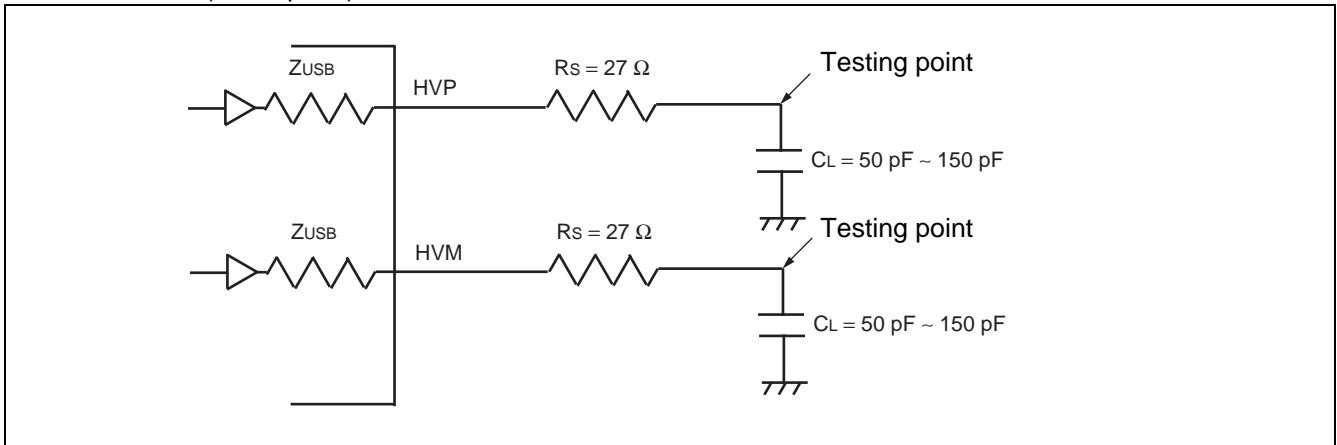 ZUSB
HVP
RS = 27 Ω
Testing point
CL = 50 pF ~ 150 pF
ZUSB
HVM
RS = 27 Ω
Testing point
CL = 50 pF ~ 150 pF